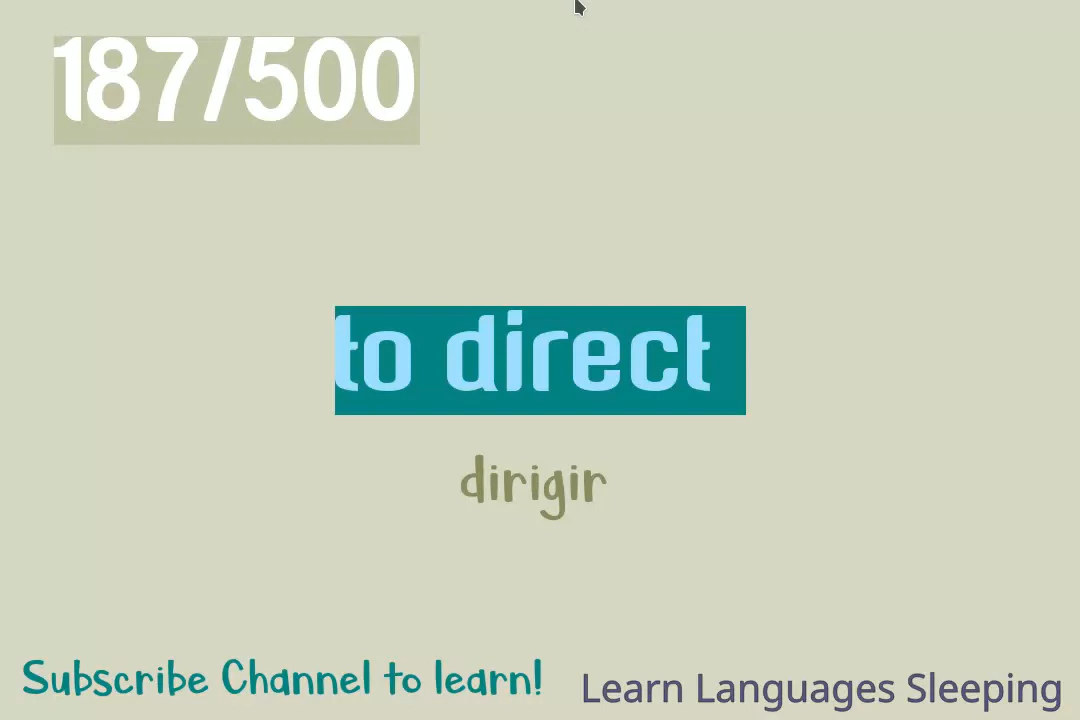 187/500
to direct
dirigir
Subscribe Channel to learn!
Learn Languages Sleeping